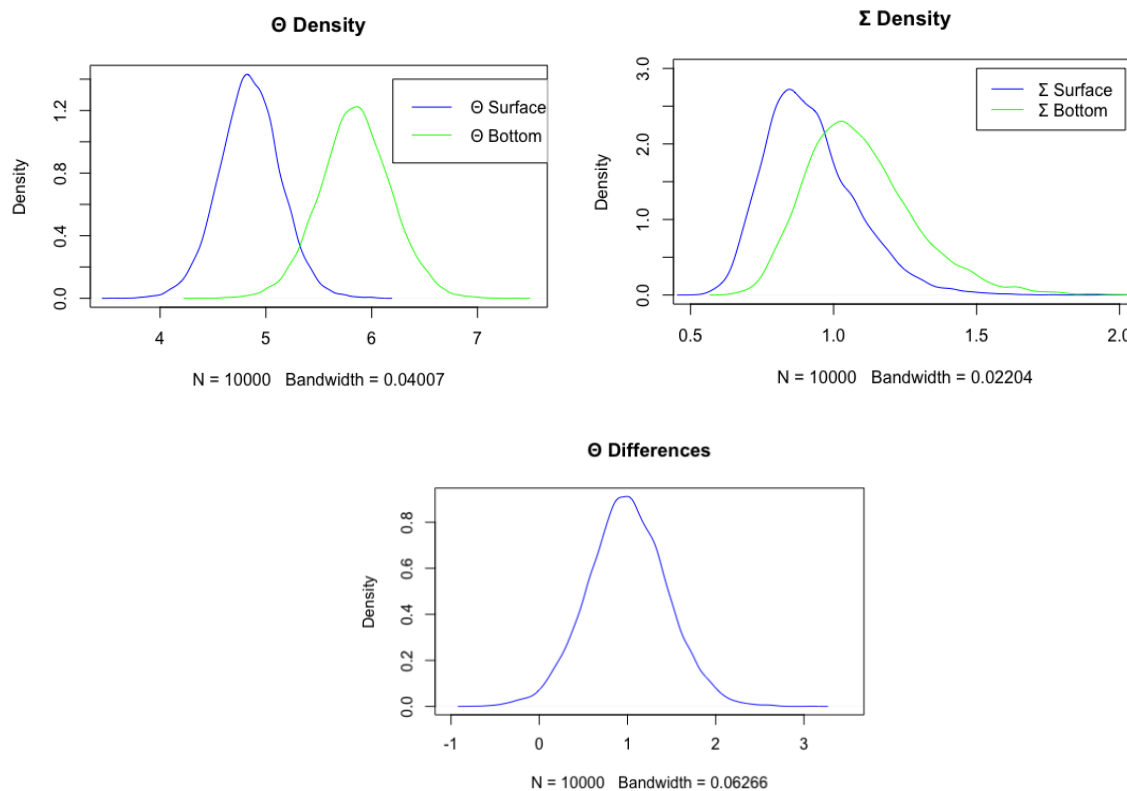 Θ Density
Density
0.0
0.4
0.8
1.2
Θ Surface
Θ Bottom
4
5
6
7
N = 10000   Bandwidth = 0.04007
Σ Density
Density
0.0
1.0
2.0
3.0
Σ Surface
Σ Bottom
0.5
1.0
1.5
2.0
N = 10000   Bandwidth = 0.02204
Θ Differences
Density
0.0
0.2
0.4
0.6
0.8
-1
0
1
2
3
N = 10000   Bandwidth = 0.06266